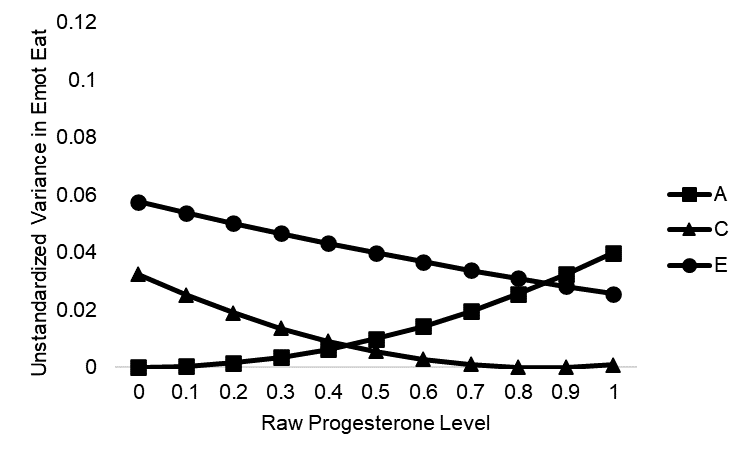 Unstandardized Variance in Emot Eat
0.12
0.1
0.08
0.06
0.04
0.02
0
0 0.1 0.2 0.3 0.4 0.5 0.6 0.7 0.8 0.9 1
Raw Progesterone Level
A
C
E